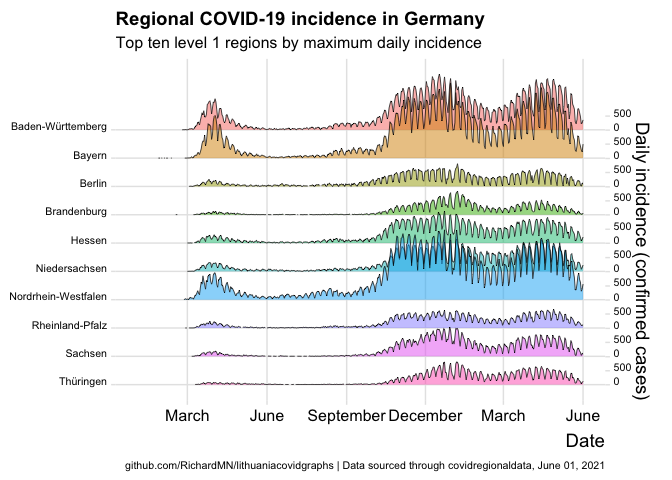 Regional COVID-19 incidence in Germany
Top ten level 1 regions by maximum daily incidence
Baden-Württemberg
500
0
Bayern
500
0
Berlin
500
0
Brandenburg
500
0
Hessen
500
0
Niedersachsen
500
0
Nordrhein-Westfalen
500
0
Rheinland-Pfalz
500
0
Sachsen
500
0
Thüringen
500
0
Daily incidence (confirmed cases)
March June September December March June
Date
github.com/RichardMN/lithuaniacovidgraphs | Data sourced through covidregionaldata, June 01, 2021